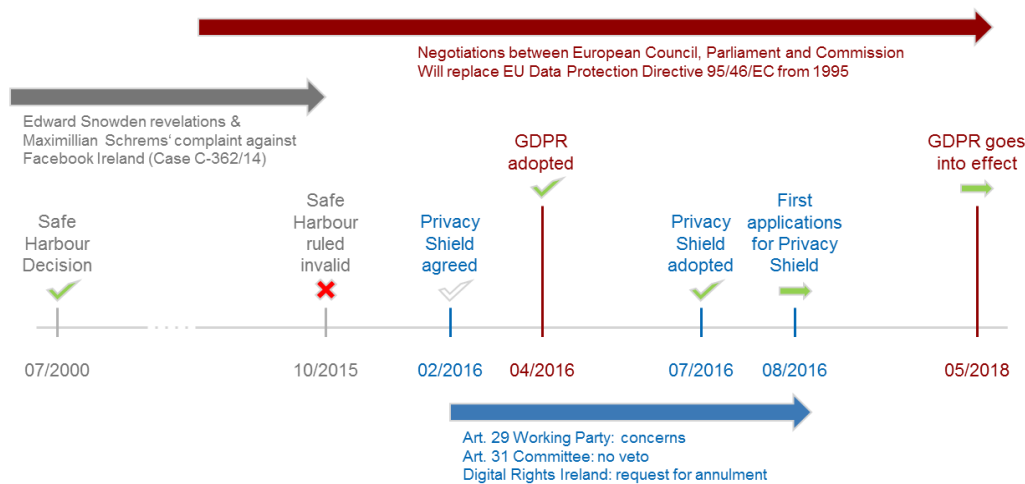 Negotiations between European Council, Parliament and Commission
Will replace EU Data Protection Directive 95/46/EC from 1995
Edward Snowden revelations &
Maximillian Schrems‘ complaint against
Facebook Ireland (Case C-362/14)
GDPR
adopted
GDPR goes
into effect
Safe
Harbour
Decision
Safe
Harbour
ruled
invalid
Privacy
Shield
agreed
Privacy
Shield
adopted
First
applications
for Privacy
Shield
07/2000
10/2015
02/2016
04/2016
07/2016
08/2016
05/2018
Art. 29 Working Party: concerns
Art. 31 Committee: no veto
Digital Rights Ireland: request for annulment